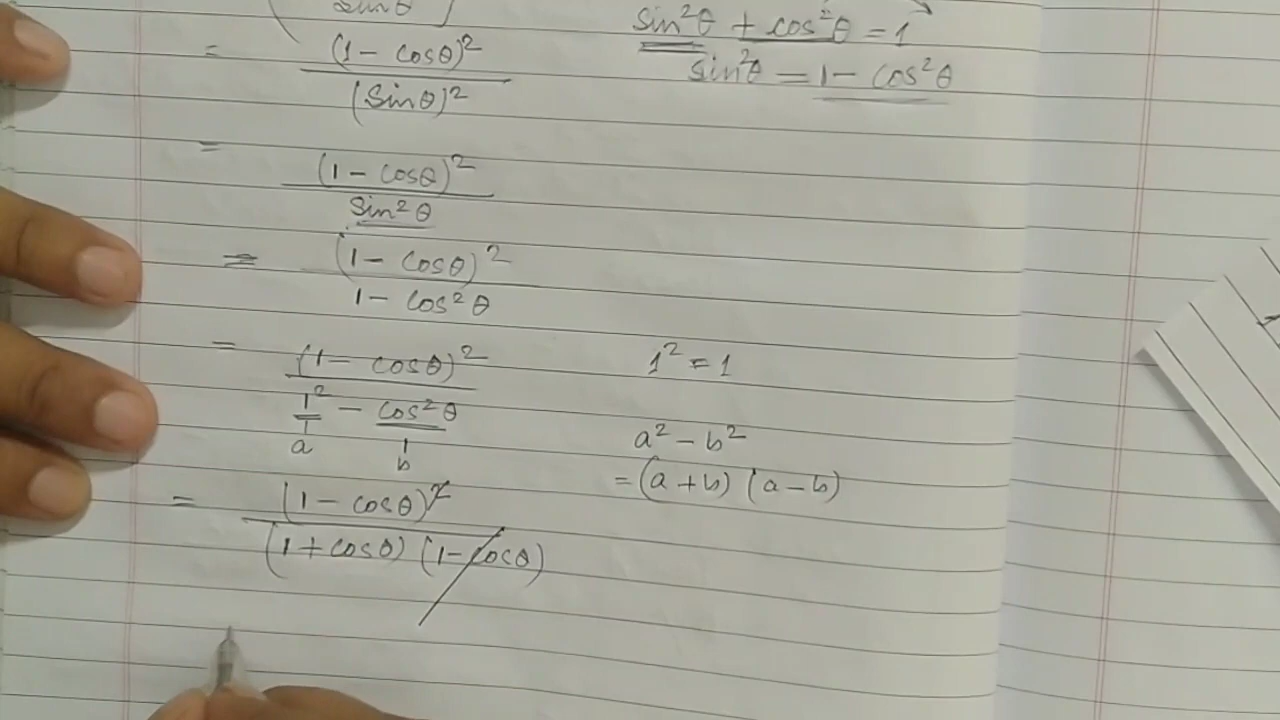 sinθ
= (1 - cosθ)²
(Sinθ)²
sin²θ + cos²θ = 1
sin²θ = 1 - cos²θ
= (1 - cosθ)²
Sin²θ
= (1 - cosθ)²
1 - cos²θ
= (1 - cosθ)²
1² - cos²θ
a b
1² = 1
a² - b²
= (a + b) (a - b)
= (1 - cosθ)²
(1 + cosθ) (1 - cosθ)